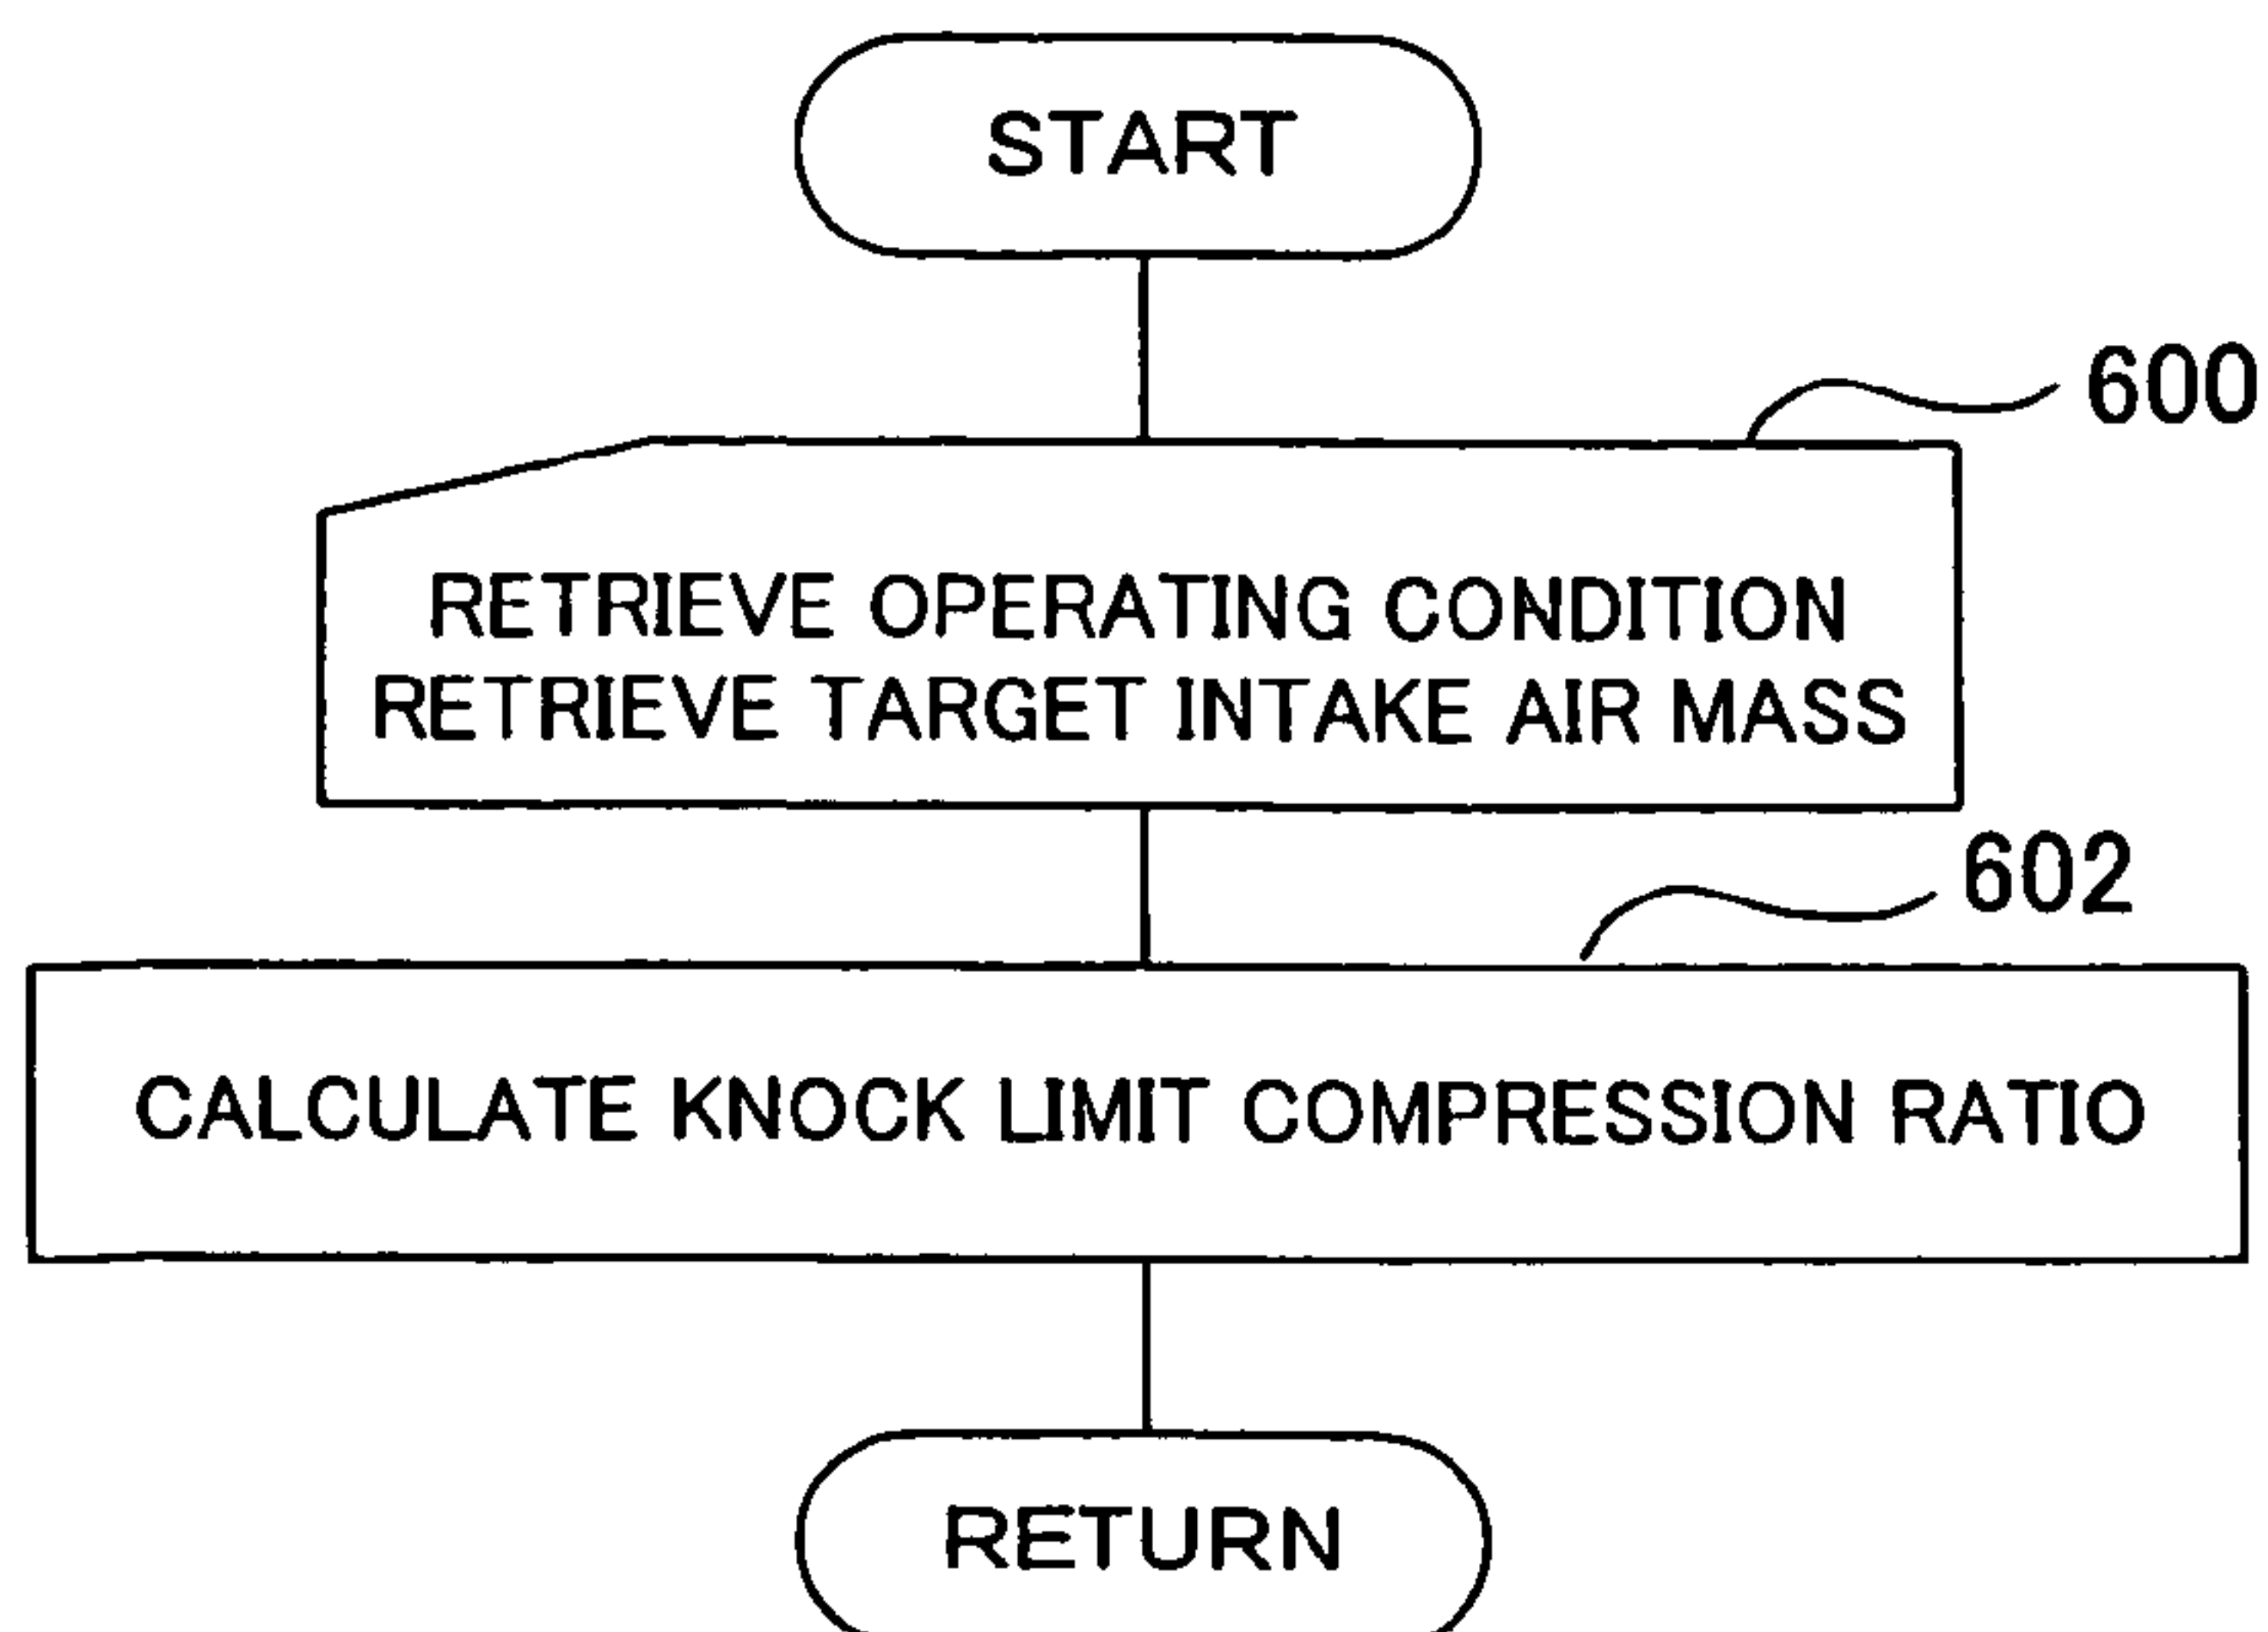 START
600
RETRIEVE OPERATING CONDITION
RETRIEVE TARGET INTAKE AIR MASS
602
CALCULATE KNOCK LIMIT COMPRESSION RATIO
RETURN